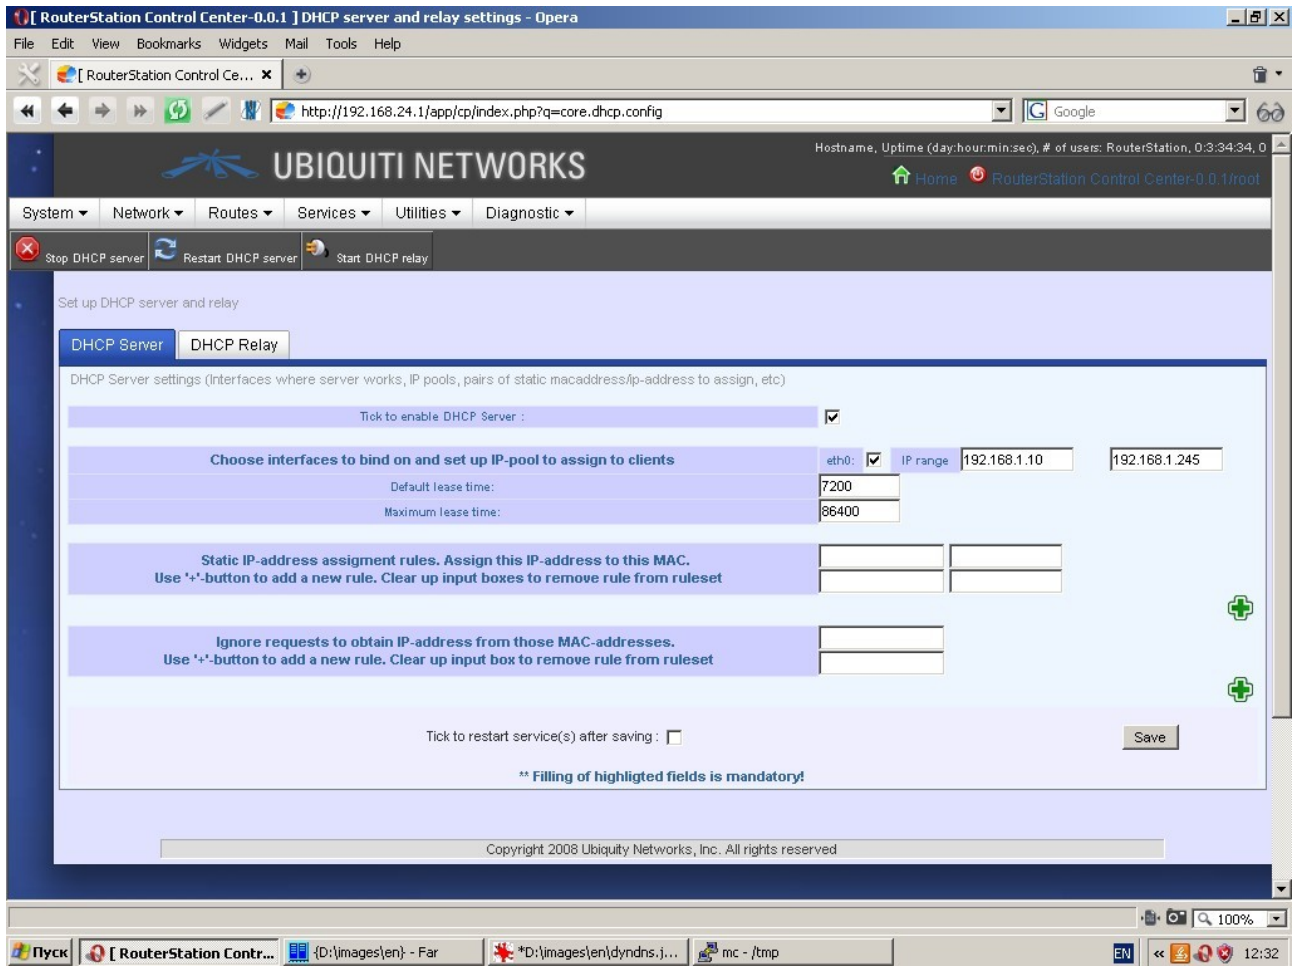 [ RouterStation Control Center-0.0.1 ] DHCP server and relay settings - Opera
File Edit View Bookmarks Widgets Mail Tools Help
[ RouterStation Control Ce...
http://192.168.24.1/app/cp/index.php?q=core.dhcp.config
Google
UBIQUITI NETWORKS
Hostname, Uptime (day:hour:min:sec), # of users: RouterStation, 0:3:34:34, 0
Home RouterStation Control Center-0.0.1/root
System Network Routes Services Utilities Diagnostic
Stop DHCP server Restart DHCP server Start DHCP relay
Set up DHCP server and relay
DHCP Server DHCP Relay
DHCP Server settings (Interfaces where server works, IP pools, pairs of static macaddress/ip-address to assign, etc)
Tick to enable DHCP Server :
Choose interfaces to bind on and set up IP-pool to assign to clients eth0: IP range 192.168.1.10 192.168.1.245
Default lease time: 7200
Maximum lease time: 86400
Static IP-address assigment rules. Assign this IP-address to this MAC.
Use '+'-button to add a new rule. Clear up input boxes to remove rule from ruleset
Ignore requests to obtain IP-address from those MAC-addresses.
Use '+'-button to add a new rule. Clear up input box to remove rule from ruleset
Tick to restart service(s) after saving : Save
** Filling of highligted fields is mandatory!
Copyright 2008 Ubiquity Networks, Inc. All rights reserved
100%
Пуск [ RouterStation Contr... {D:\images\en} - Far *D:\images\en\dyndns.j... mc - /tmp EN « 12:32